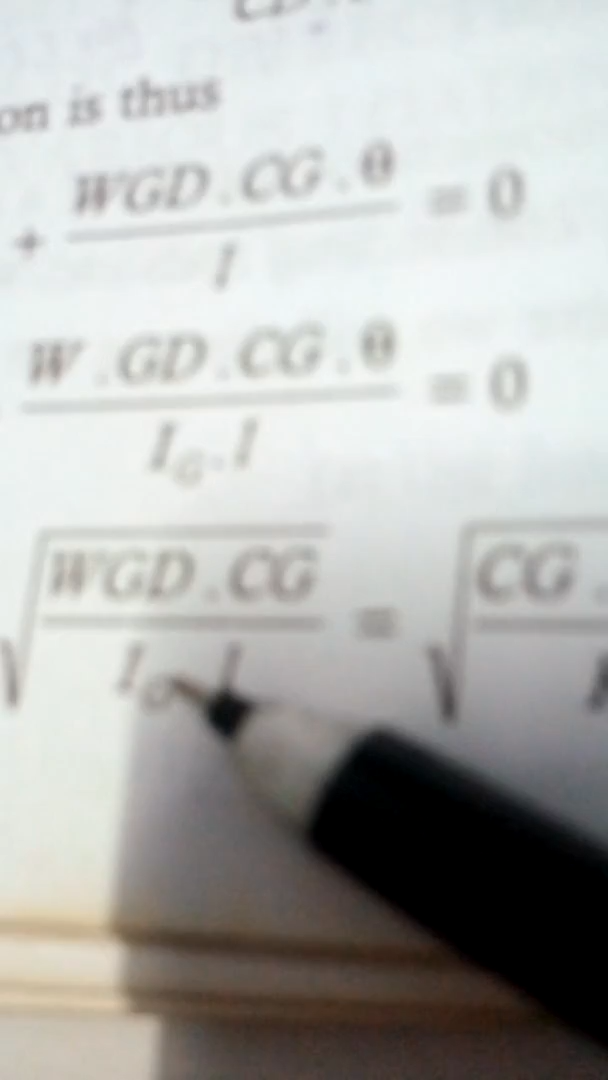 on is thus
+ WGD . CG . θ / l = 0
W . GD . CG . θ / I_G . l = 0
√ WGD . CG / I_G l = √ CG .